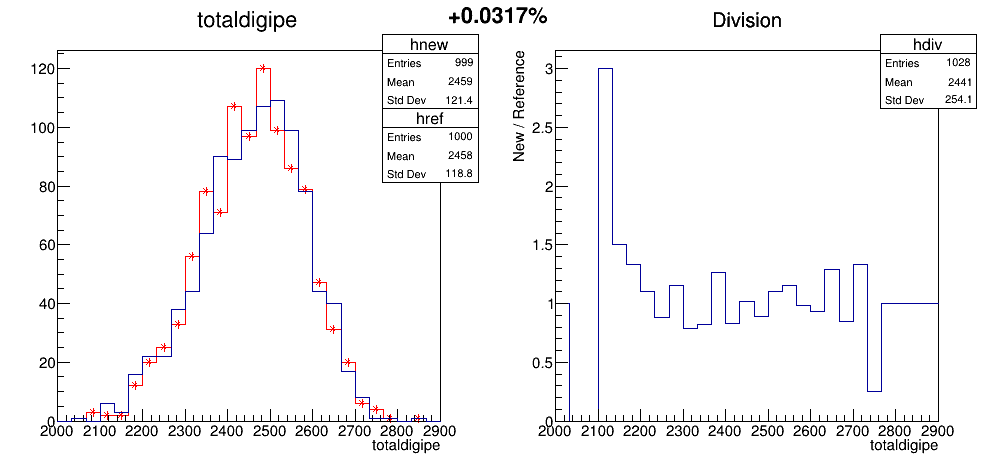 totaldigipe
+0.0317%
Division
hnew
Entries 999
Mean 2459
Std Dev 121.4
href
Entries 1000
Mean 2458
Std Dev 118.8
120
100
80
60
40
20
0
2000 2100 2200 2300 2400 2500 2600 2700 2800 2900
totaldigipe
hdiv
Entries 1028
Mean 2441
Std Dev 254.1
New / Reference
3
2.5
2
1.5
1
0.5
0
2000 2100 2200 2300 2400 2500 2600 2700 2800 2900
totaldigipe